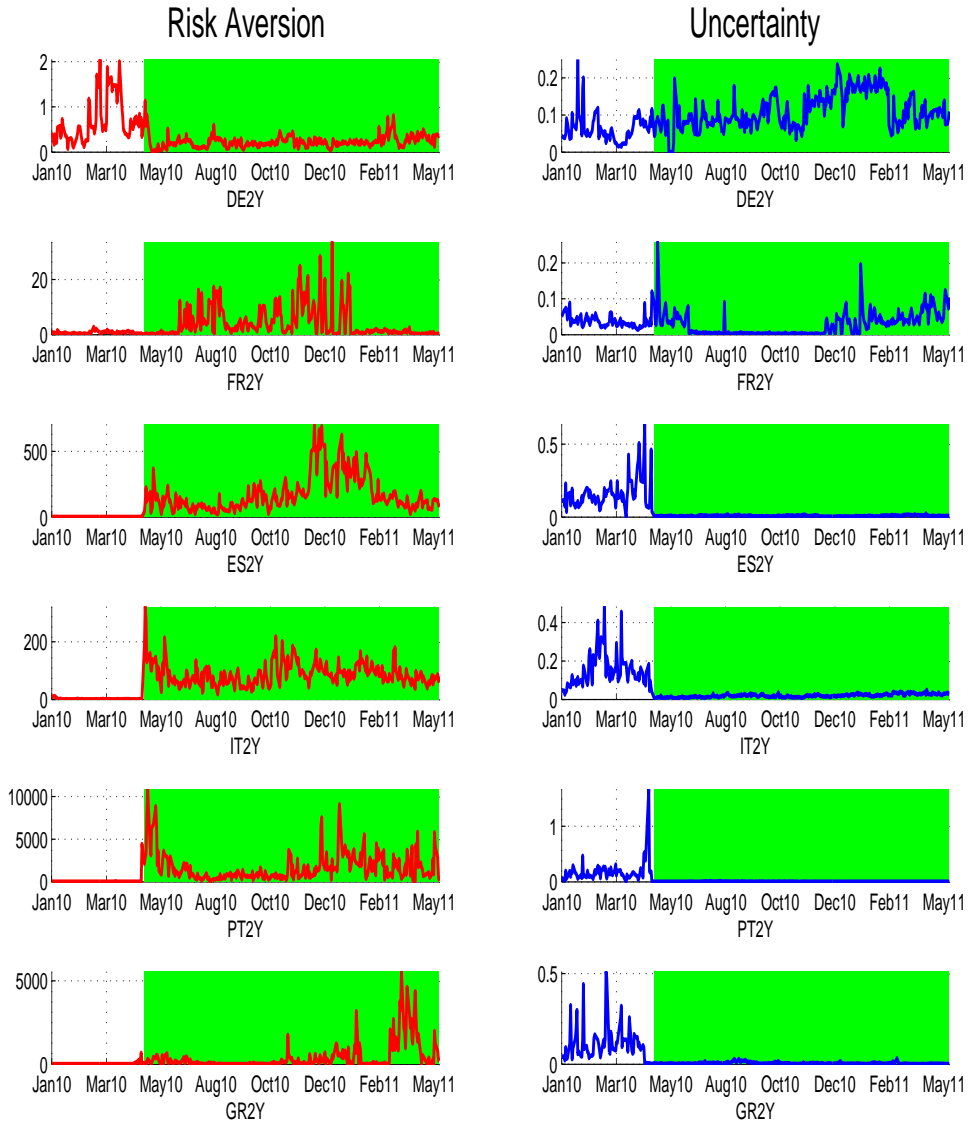 Risk Aversion Uncertainty
2
1
0
Jan10 Mar10 May10 Aug10 Oct10 Dec10 Feb11 May11
DE2Y
0.2
0.1
0
Jan10 Mar10 May10 Aug10 Oct10 Dec10 Feb11 May11
DE2Y
20
0
Jan10 Mar10 May10 Aug10 Oct10 Dec10 Feb11 May11
FR2Y
0.2
0.1
0
Jan10 Mar10 May10 Aug10 Oct10 Dec10 Feb11 May11
FR2Y
500
0
Jan10 Mar10 May10 Aug10 Oct10 Dec10 Feb11 May11
ES2Y
0.5
0
Jan10 Mar10 May10 Aug10 Oct10 Dec10 Feb11 May11
ES2Y
200
0
Jan10 Mar10 May10 Aug10 Oct10 Dec10 Feb11 May11
IT2Y
0.4
0.2
0
Jan10 Mar10 May10 Aug10 Oct10 Dec10 Feb11 May11
IT2Y
10000
5000
0
Jan10 Mar10 May10 Aug10 Oct10 Dec10 Feb11 May11
PT2Y
1
0
Jan10 Mar10 May10 Aug10 Oct10 Dec10 Feb11 May11
PT2Y
5000
0
Jan10 Mar10 May10 Aug10 Oct10 Dec10 Feb11 May11
GR2Y
0.5
0
Jan10 Mar10 May10 Aug10 Oct10 Dec10 Feb11 May11
GR2Y